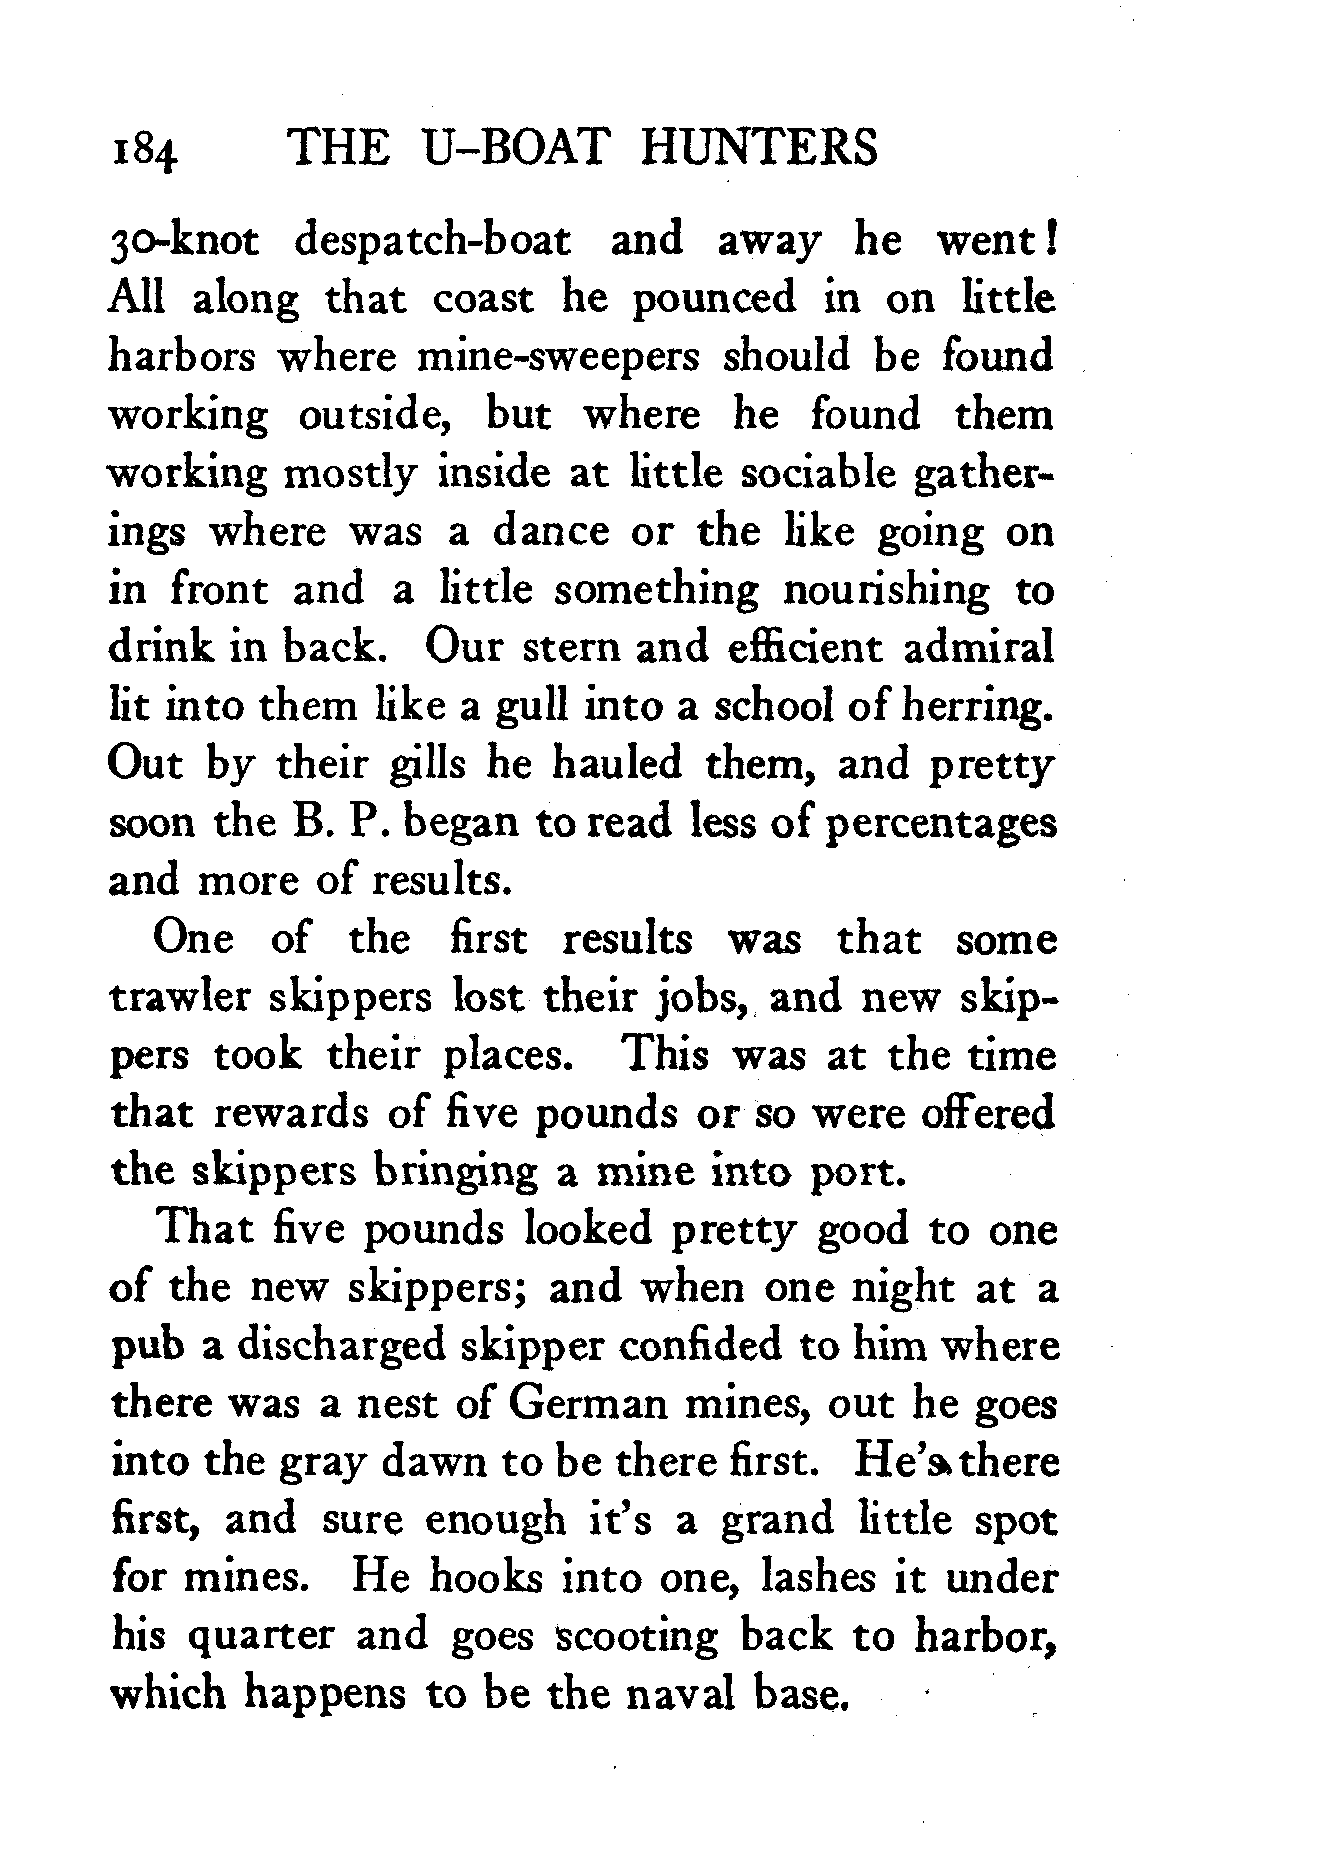 184 THE U-BOAT HUNTERS
30-knot despatch-boat and away he went!
All along that coast he pounced in on little
harbors where mine-sweepers should be found
working outside, but where he found them
working mostly inside at little sociable gather-
ings where was a dance or the like going on
in front and a little something nourishing to
drink in back. Our stern and efficient admiral
lit into them like a gull into a school of herring.
Out by their gills he hauled them, and pretty
soon the B. P. began to read less of percentages
and more of results.
One of the first results was that some
trawler skippers lost their jobs, and new skip-
pers took their places. This was at the time
that rewards of five pounds or so were offered
the skippers bringing a mine into port.
That five pounds looked pretty good to one
of the new skippers; and when one night at a
pub a discharged skipper confided to him where
there was a nest of German mines, out he goes
into the gray dawn to be there first. He's there
first, and sure enough it's a grand little spot
for mines. He hooks into one, lashes it under
his quarter and goes scooting back to harbor,
which happens to be the naval base.